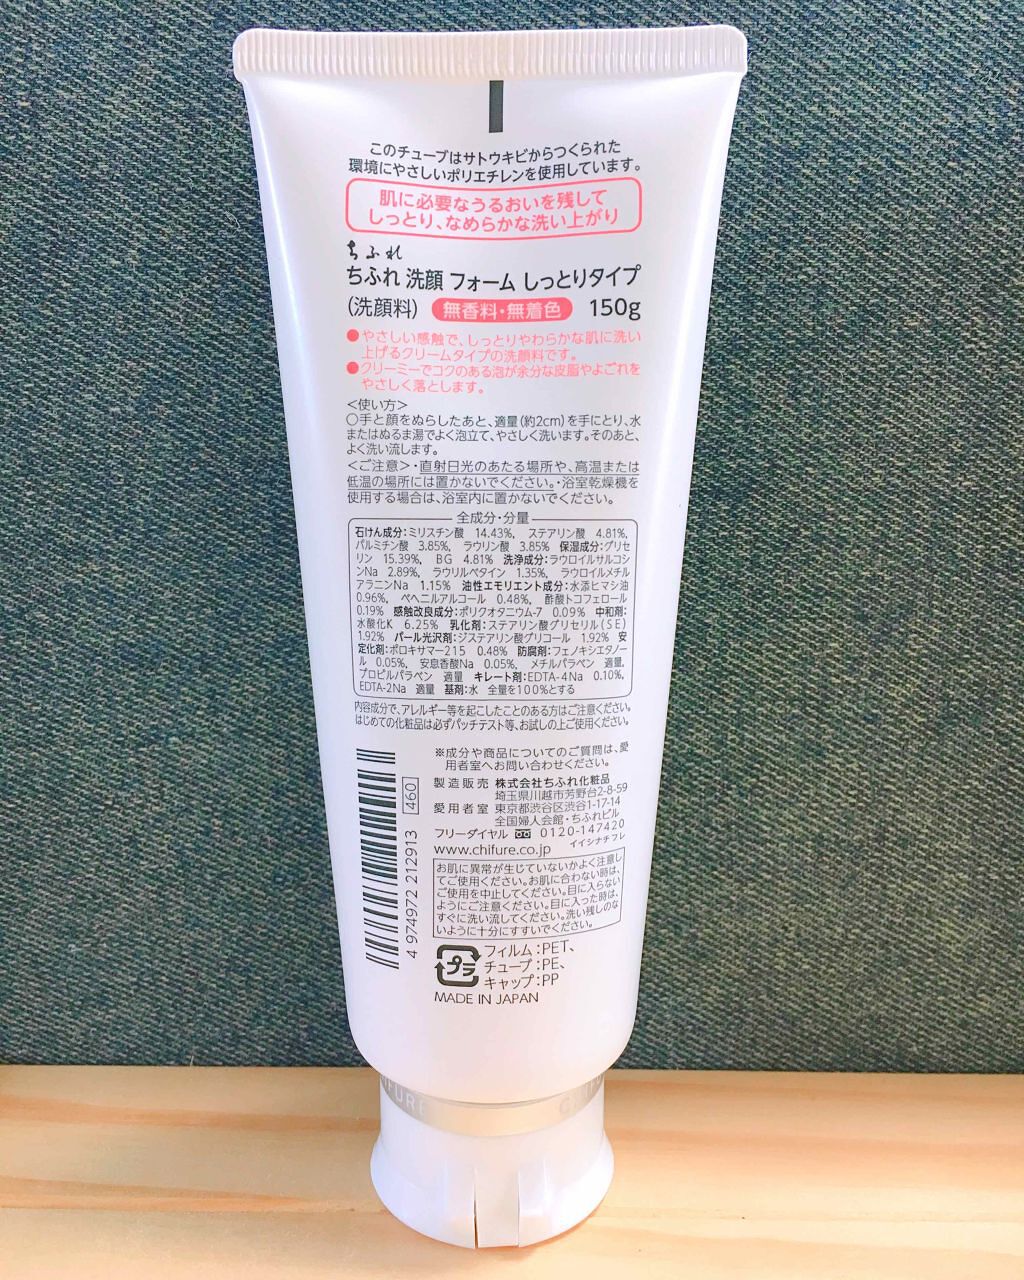 このチューブはサトウキビからつくられた
環境にやさしいポリエチレンを使用しています。
肌に必要なうるおいを残して
しっとり、なめらかな洗い上がり
ちふれ
ちふれ 洗顔 フォーム しっとりタイプ
(洗顔料) 無香料・無着色 150g
●やさしい感触で、しっとりやわらかな肌に洗い
上げるクリームタイプの洗顔料です。
●クリーミーでコクのある泡が余分な皮脂やよごれを
やさしく落とします。
＜使い方＞
○手と顔をぬらしたあと、適量(約2cm)を手にとり、水
またはぬるま湯でよく泡立て、やさしく洗います。そのあと、
よく洗い流します。
＜ご注意＞・直射日光のあたる場所や、高温または
低温の場所には置かないでください。・浴室乾燥機を
使用する場合は、浴室内に置かないでください。
全成分・分量
石けん成分:ミリスチン酸 14.43%, ステアリン酸 4.81%,
パルミチン酸 3.85%, ラウリン酸 3.85% 保湿成分:グリセ
リン 15.39%, BG 4.81% 洗浄成分:ラウロイルサルコシ
ンNa 2.89%, ラウリルベタイン 1.35%, ラウロイルメチル
アラニンNa 1.15% 油性エモリエント成分:水添ヒマシ油
0.96%, ベヘニルアルコール 0.48%, 酢酸トコフェロール
0.19% 感触改良成分:ポリクオタニウム-7 0.09% 中和剤:
水酸化K 6.25% 乳化剤:ステアリン酸グリセリル(SE)
1.92% パール光沢剤:ジステアリン酸グリコール 1.92% 安
定化剤:ポロキサマー215 0.48% 防腐剤:フェノキシエタノー
ル 0.05%, 安息香酸Na 0.05%, メチルパラベン 適量,
プロピルパラベン 適量 キレート剤:EDTA-4Na 0.10%,
EDTA-2Na 適量 基剤:水 全量を100%とする
内容成分で、アレルギー等を起こしたことのある方はご注意ください。
はじめての化粧品は必ずパッチテスト等、お試しの上ご使用ください。
※成分や商品についてのご質問は、愛
用者室へお問い合わせください。
製造販売 株式会社ちふれ化粧品
埼玉県川越市芳野台2-8-59
愛用者室 東京都渋谷区渋谷1-17-14
全国婦人会館・ちふれビル
フリーダイヤル 0120-147420
イイシナチフレ
www.chifure.co.jp
460
4 974972 212913
お肌に異常が生じていないかよく注意し
てご使用ください。お肌に合わない時は、
ご使用を中止してください。目に入らない
ようにご注意ください。目に入った時は、
すぐに洗い流してください。洗い残しのな
いように十分にすすいでください。
プラ
フィルム:PET、
チューブ:PE、
キャップ:PP
MADE IN JAPAN